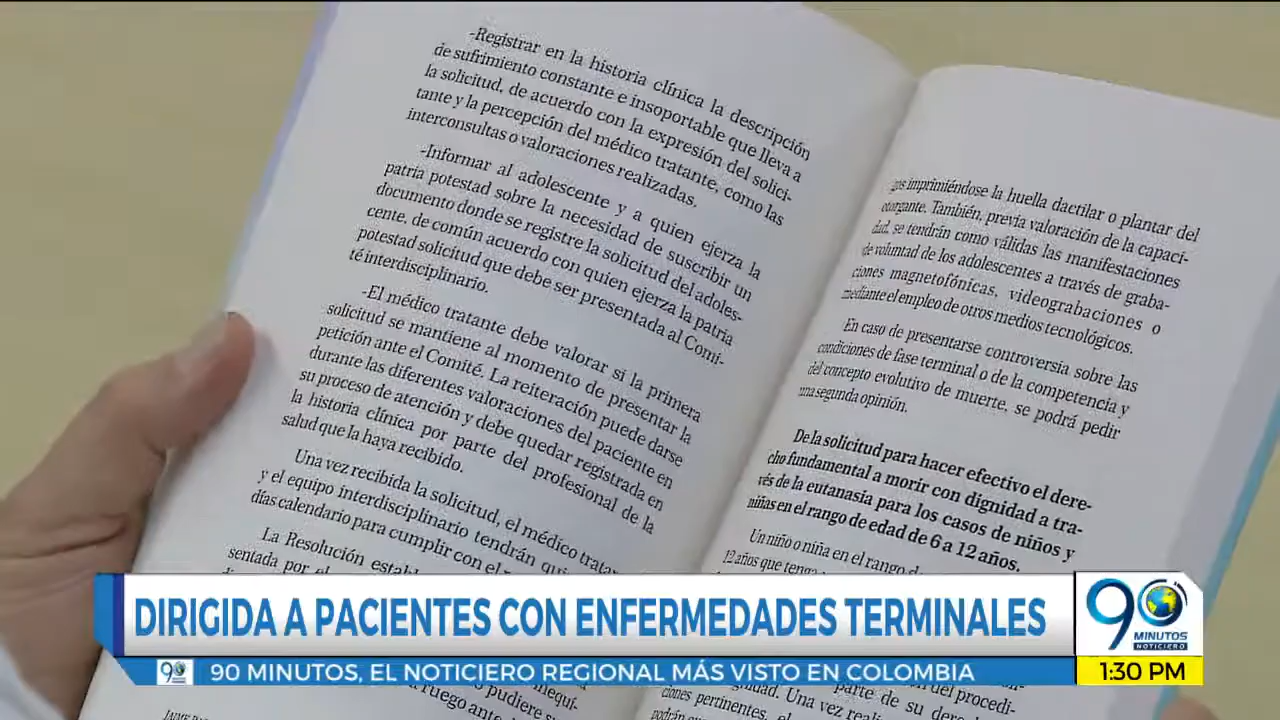 -Registrar en la historia clínica la descripción
de sufrimiento constante e insoportable que lleva a
la solicitud, de acuerdo con la expresión del solici-
tante y la percepción del médico tratante, como las
interconsultas o valoraciones realizadas.
-Informar al adolescente y a quien ejerza la
patria potestad sobre la necesidad de suscribir un
documento donde se registre la solicitud del adoles-
cente, de común acuerdo con quien ejerza la patria
potestad solicitud que debe ser presentada al Comi-
té interdisciplinario.
-El médico tratante debe valorar si la primera
solicitud se mantiene al momento de presentar la
petición ante el Comité. La reiteración puede darse
durante las diferentes valoraciones del paciente en
su proceso de atención y debe quedar registrada en
la historia clínica por parte del profesional de la
salud que la haya recibido.
Una vez recibida la solicitud, el médico tratan
y el equipo interdisciplinario tendrán
días calendario para cumplir con el
La Resolución
sentada por el
ruego ante
imprimiéndose la huella dactilar o plantar del
otorgante. También, previa valoración de la capaci-
dad, se tendrán como válidas las manifestaciones
de voluntad de los adolescentes a través de graba-
ciones magnetofónicas, videograbaciones o
mediante el empleo de otros medios tecnológicos.
En caso de presentarse controversia sobre las
condiciones de fase terminal o de la competencia y
del concepto evolutivo de muerte, se podrá pedir
una segunda opinión.
De la solicitud para hacer efectivo el dere-
cho fundamental a morir con dignidad a tra-
vés de la eutanasia para los casos de niños y
niñas en el rango de edad de 6 a 12 años.
Un niño o niña en el rango
12 años que
del procedi-
ciones pertinentes, el
parte de su dere
Una vez
DIRIGIDA A PACIENTES CON ENFERMEDADES TERMINALES
90 MINUTOS, EL NOTICIERO REGIONAL MÁS VISTO EN COLOMBIA
90
MINUTOS
NOTICIERO
1:30 PM